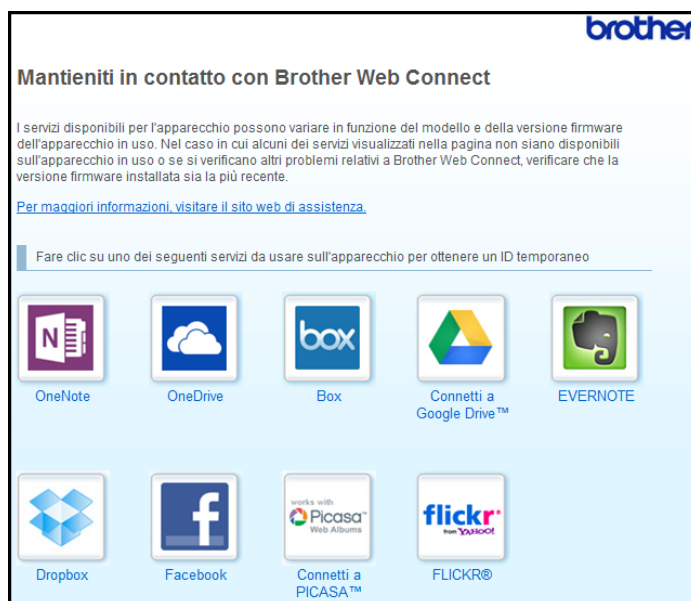 brother
Mantieniti in contatto con Brother Web Connect
I servizi disponibili per l'apparecchio possono variare in funzione del modello e della versione firmware
dell'apparecchio in uso. Nel caso in cui alcuni dei servizi visualizzati nella pagina non siano disponibili
sull'apparecchio in uso o se si verificano altri problemi relativi a Brother Web Connect, verificare che la
versione firmware installata sia la più recente.
Per maggiori informazioni, visitare il sito web di assistenza.
Fare clic su uno dei seguenti servizi da usare sull'apparecchio per ottenere un ID temporaneo
N
box
OneNote
OneDrive
Box
Connetti a
Google Drive™
EVERNOTE
f
works with
Picasa™
Web Albums
flickr
from YAHOO!
Dropbox
Facebook
Connetti a
PICASA™
FLICKR®